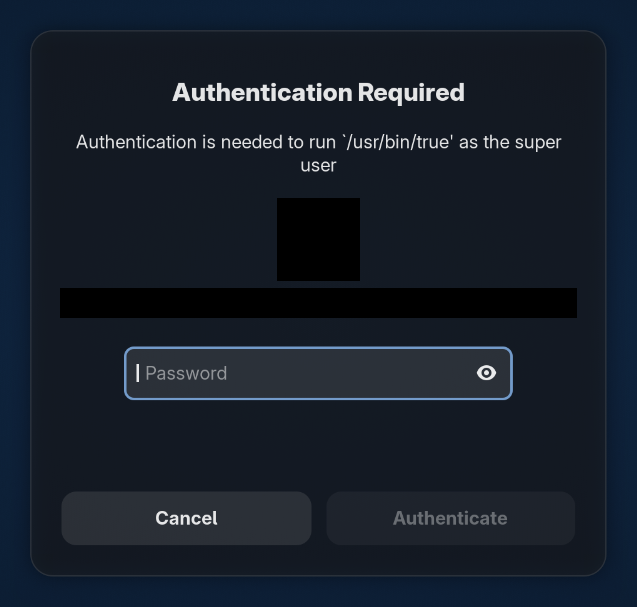 Authentication Required
Authentication is needed to run `/usr/bin/true' as the super
user
Password
Cancel
Authenticate